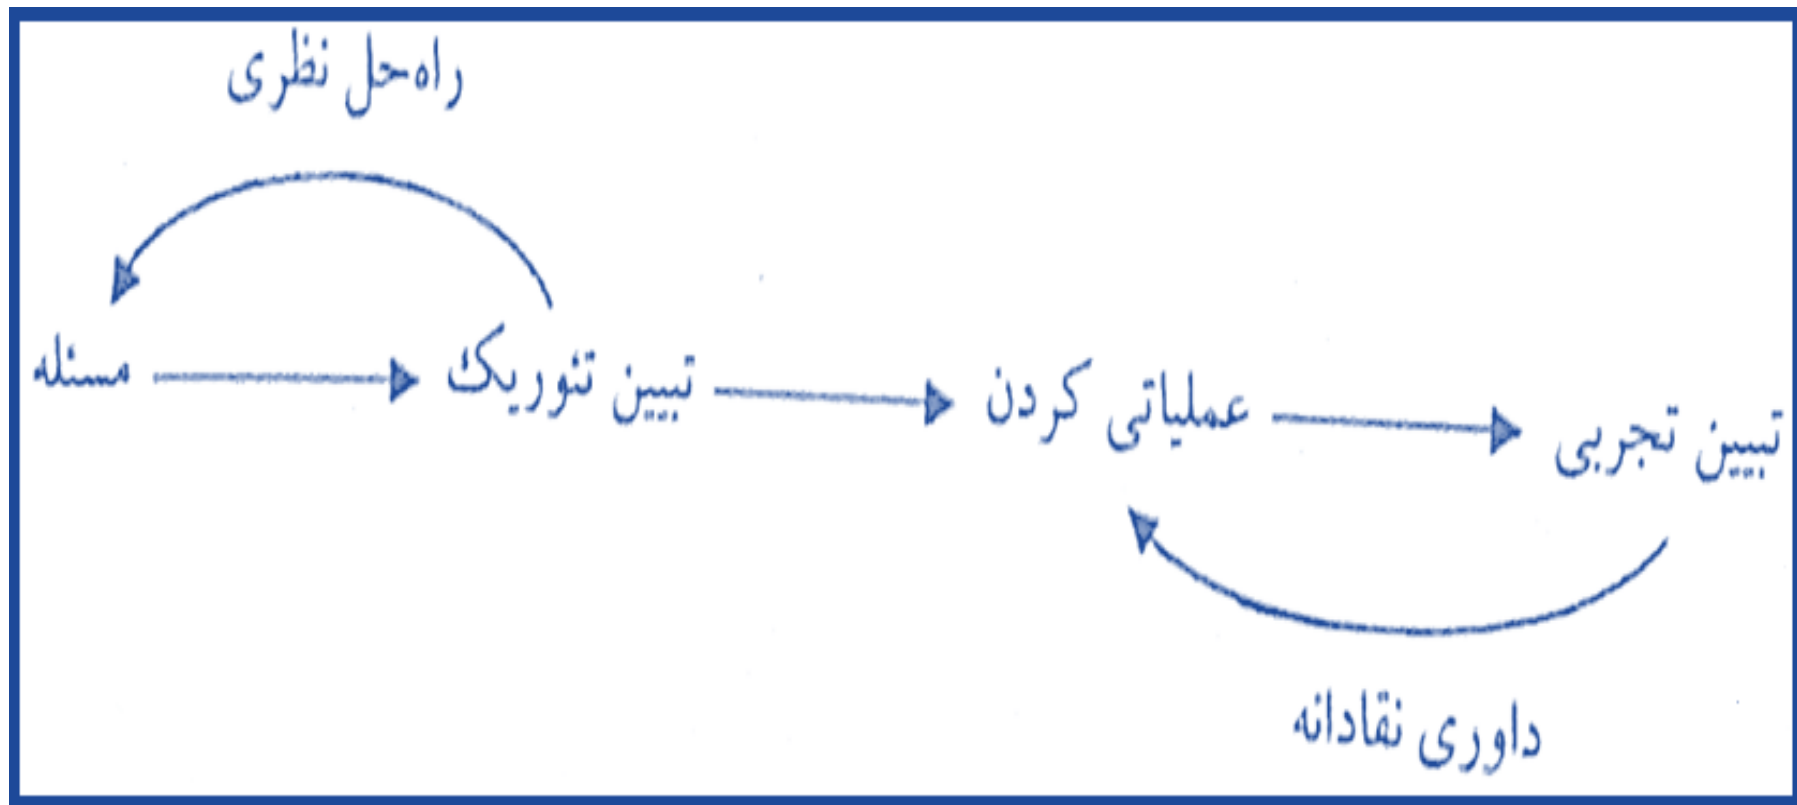 راه‌حل نظری
مسئله
تبیین تئوریک
عملیاتی کردن
تبیین تجربی
داوری نقادانه